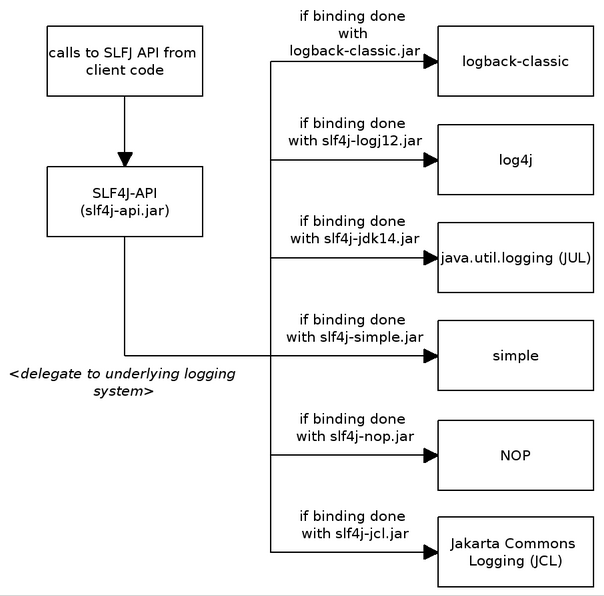 calls to SLFJ API from
client code
SLF4J-API
(slf4j-api.jar)
<delegate to underlying logging
system>
if binding done
with
logback-classic.jar
logback-classic
if binding done
with slf4j-logj12.jar
log4j
if binding done
with slf4j-jdk14.jar
java.util.logging (JUL)
if binding done
with slf4j-simple.jar
simple
if binding done
with slf4j-nop.jar
NOP
if binding done
with slf4j-jcl.jar
Jakarta Commons
Logging (JCL)